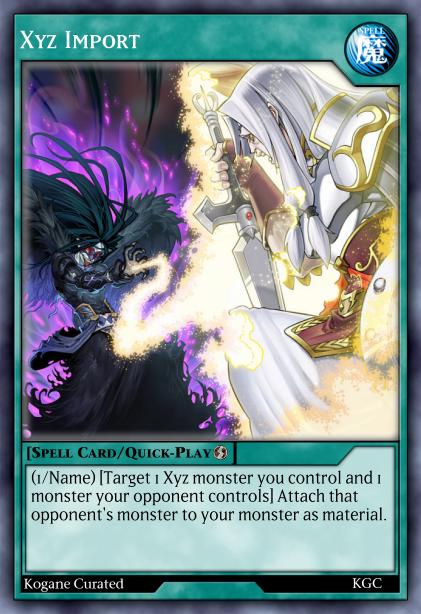 Xyz Import
SPELL
魔
[Spell Card/Quick-Play]
(1/Name) [Target 1 Xyz monster you control and 1
monster your opponent controls] Attach that
opponent's monster to your monster as material.
Kogane Curated KGC